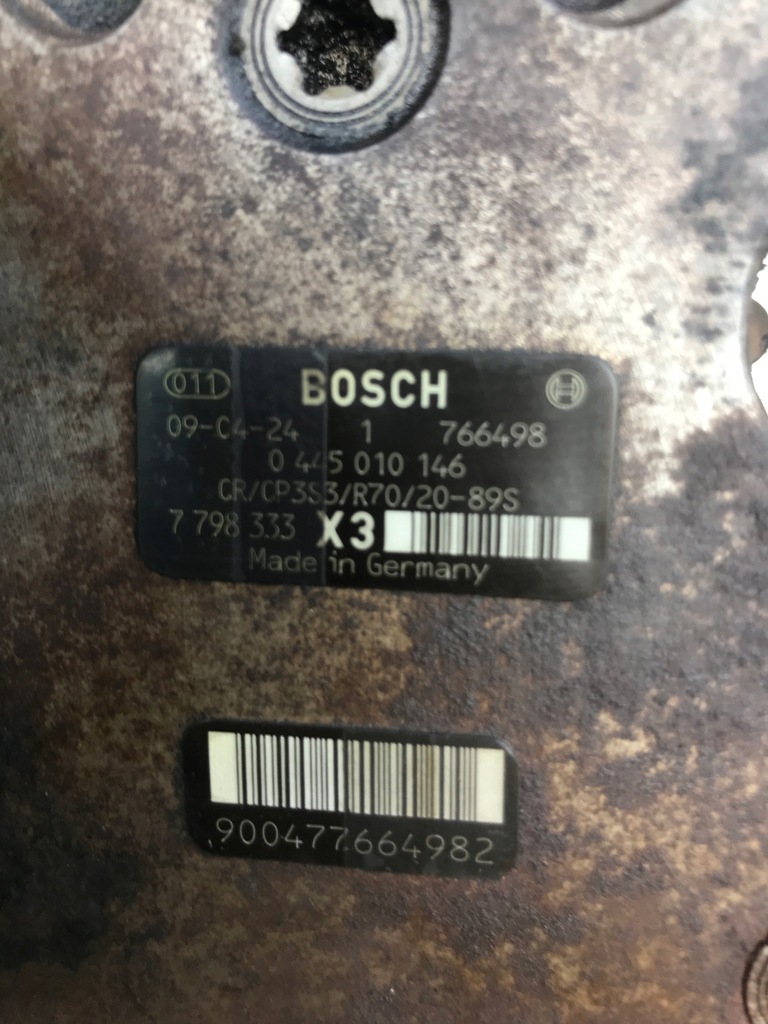 011 BOSCH
09-04-24 1 766498
0 445 010 146
CR/CP3S3/R70/20-89S
7 798 333 X3
Made in Germany
900477664982